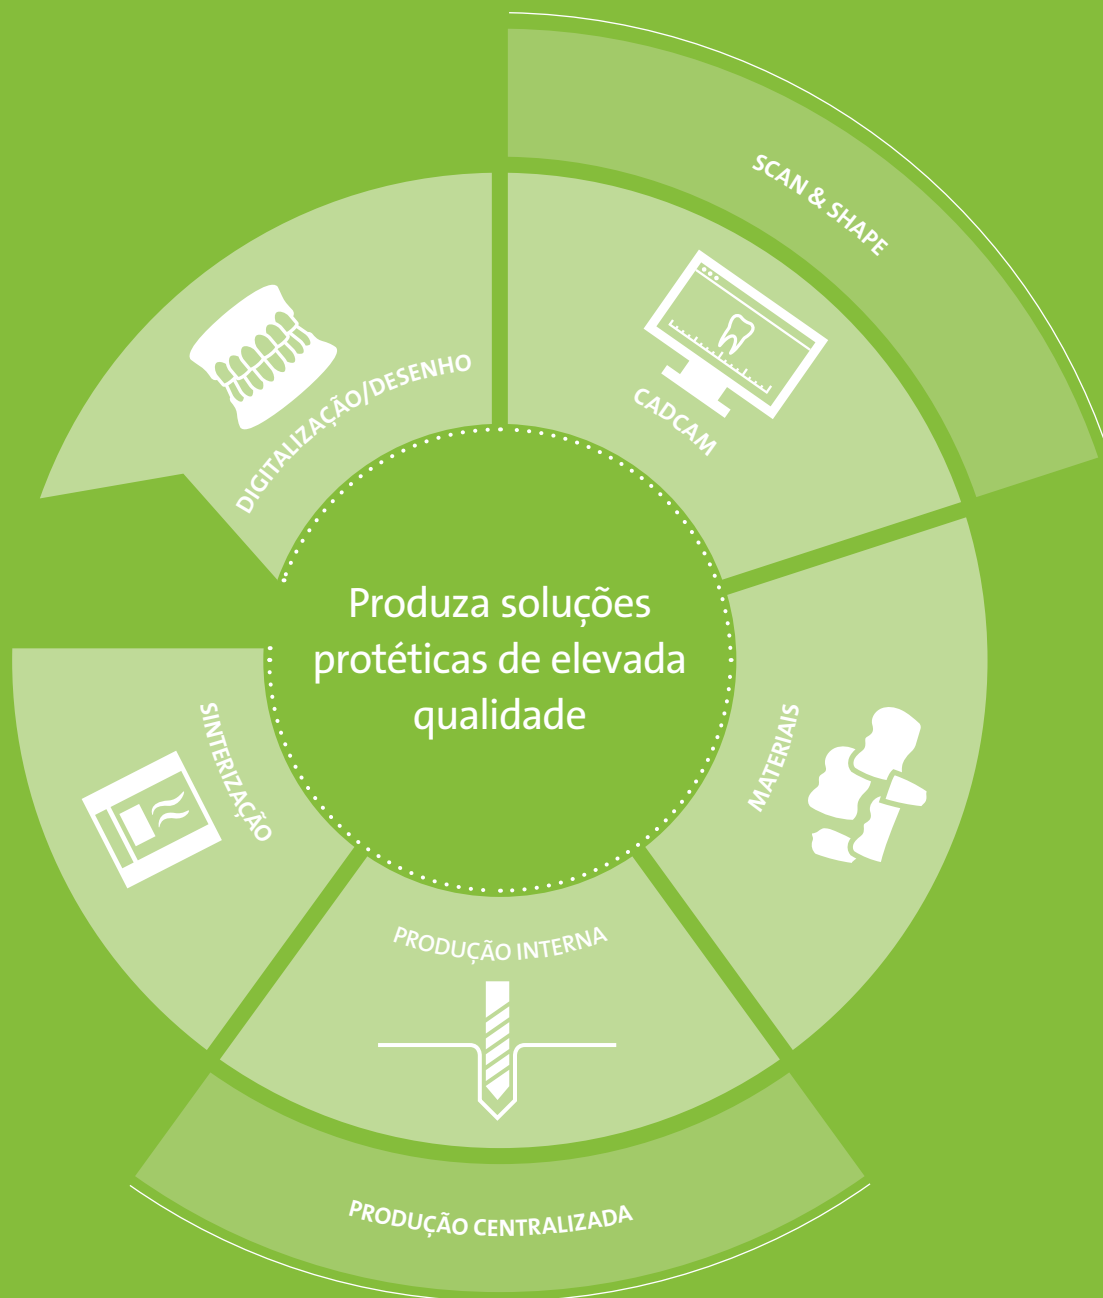 SCAN & SHAPE
DIGITALIZAÇÃO/DESENHO
CADCAM
Produza soluções
protéticas de elevada
qualidade
MATERIAIS
SINTERIZAÇÃO
PRODUÇÃO INTERNA
PRODUÇÃO CENTRALIZADA